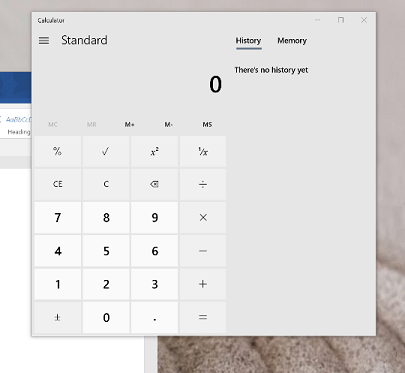 Calculator
Standard
History Memory
0
There's no history yet
MC MR M+ M- MS
% √ x² ¹/x
CE C ÷
7 8 9 ×
4 5 6 −
1 2 3 +
± 0 . =
AaBbCcD
Heading